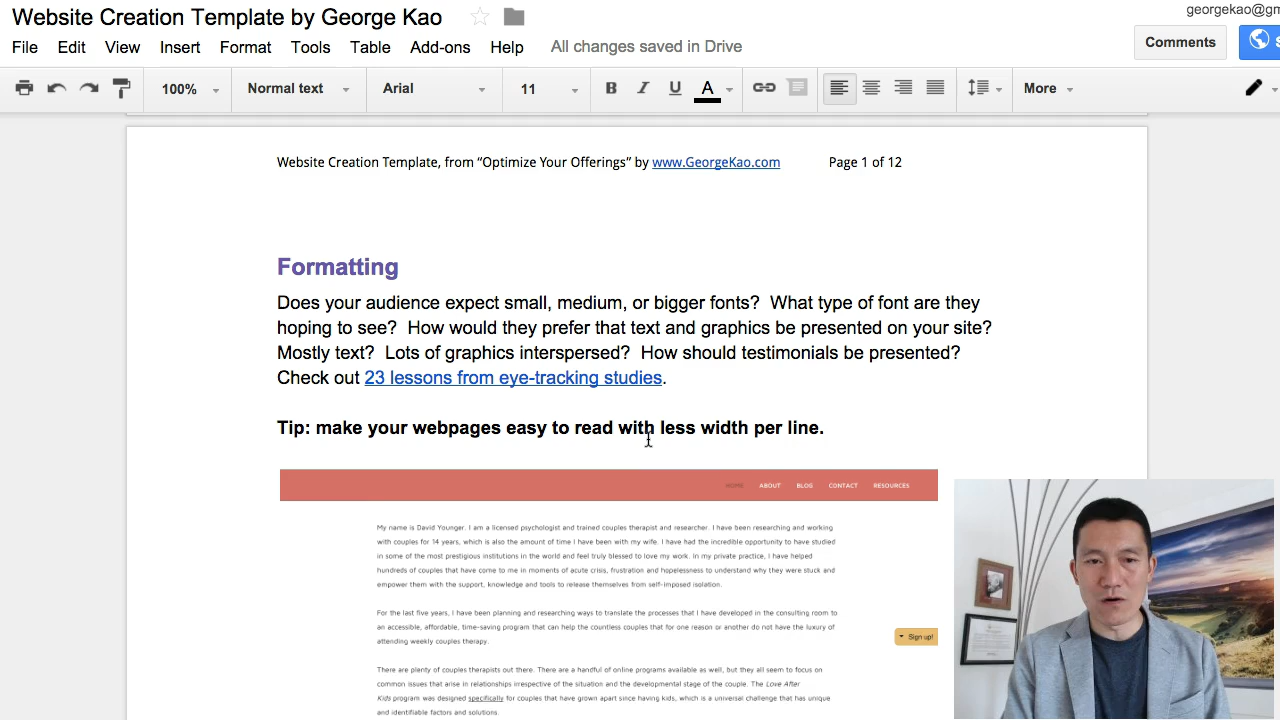 Website Creation Template by George Kao
georgekao@gm
File Edit View Insert Format Tools Table Add-ons Help All changes saved in Drive
Comments
100% Normal text Arial 11 B I U A More
Website Creation Template, from “Optimize Your Offerings” by www.GeorgeKao.com Page 1 of 12
Formatting
Does your audience expect small, medium, or bigger fonts? What type of font are they
hoping to see? How would they prefer that text and graphics be presented on your site?
Mostly text? Lots of graphics interspersed? How should testimonials be presented?
Check out 23 lessons from eye-tracking studies.
Tip: make your webpages easy to read with less width per line.
HOME ABOUT BLOG CONTACT RESOURCES
My name is David Younger. I am a licensed psychologist and trained couples therapist and researcher. I have been researching and working
with couples for 14 years, which is also the amount of time I have been with my wife. I have had the incredible opportunity to have studied
in some of the most prestigious institutions in the world and feel truly blessed to love my work. In my private practice, I have helped
hundreds of couples that have come to me in moments of acute crisis, frustration and hopelessness to understand why they were stuck and
empower them with the support, knowledge and tools to release themselves from self-imposed isolation.
For the last five years, I have been planning and researching ways to translate the processes that I have developed in the consulting room to
an accessible, affordable, time-saving program that can help the countless couples that for one reason or another do not have the luxury of
attending weekly couples therapy.
Sign up!
There are plenty of couples therapists out there. There are a handful of online programs available as well, but they all seem to focus on
common issues that arise in relationships irrespective of the situation and the developmental stage of the couple. The Love After
Kids program was designed specifically for couples that have grown apart since having kids, which is a universal challenge that has unique
and identifiable factors and solutions.